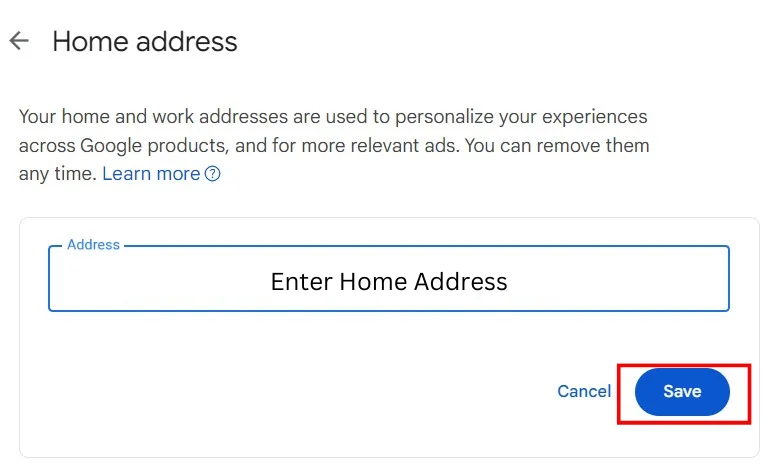 Home address
Your home and work addresses are used to personalize your experiences
across Google products, and for more relevant ads. You can remove them
any time. Learn more
Address
Enter Home Address
Cancel Save